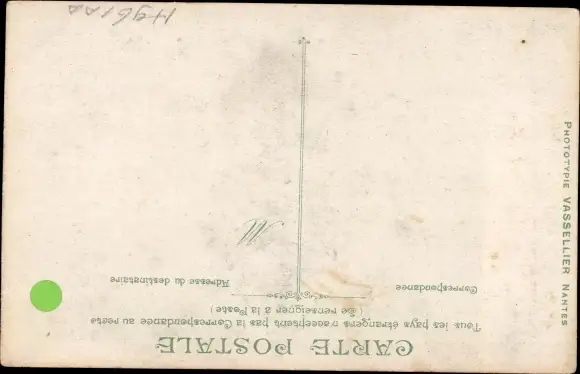 CARTE POSTALE
Tous les pays étrangers n'acceptent pas la Correspondance au recto
(Se renseigner à la Poste)
Correspondance
Adresse du destinataire
M
PHOTOTYPIE VASSELLIER NANTES